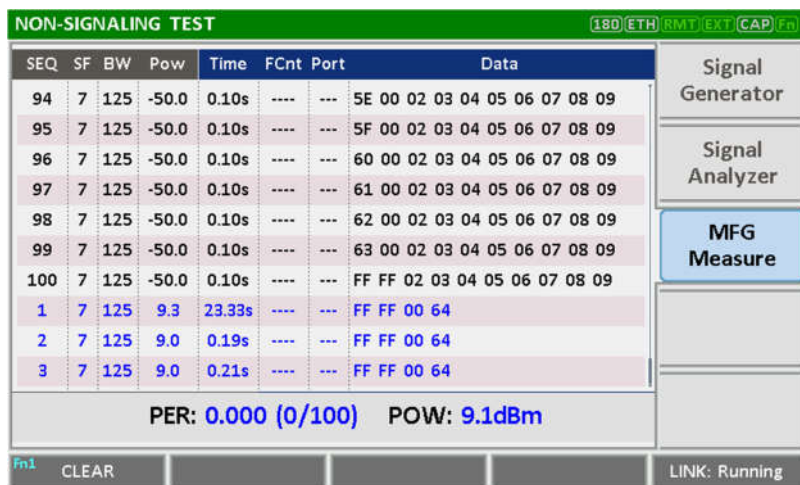 NON-SIGNALING TEST 180 ETH RMT EXT CAP Fn
SEQ SF BW Pow Time FCnt Port Data
94 7 125 -50.0 0.10s ---- --- 5E 00 02 03 04 05 06 07 08 09
95 7 125 -50.0 0.10s ---- --- 5F 00 02 03 04 05 06 07 08 09
96 7 125 -50.0 0.10s ---- --- 60 00 02 03 04 05 06 07 08 09
97 7 125 -50.0 0.10s ---- --- 61 00 02 03 04 05 06 07 08 09
98 7 125 -50.0 0.10s ---- --- 62 00 02 03 04 05 06 07 08 09
99 7 125 -50.0 0.10s ---- --- 63 00 02 03 04 05 06 07 08 09
100 7 125 -50.0 0.10s ---- --- FF FF 02 03 04 05 06 07 08 09
1 7 125 9.3 23.33s ---- --- FF FF 00 64
2 7 125 9.0 0.19s ---- --- FF FF 00 64
3 7 125 9.0 0.21s ---- --- FF FF 00 64
PER: 0.000 (0/100) POW: 9.1dBm
Signal
Generator
Signal
Analyzer
MFG
Measure
Fn1 CLEAR LINK: Running